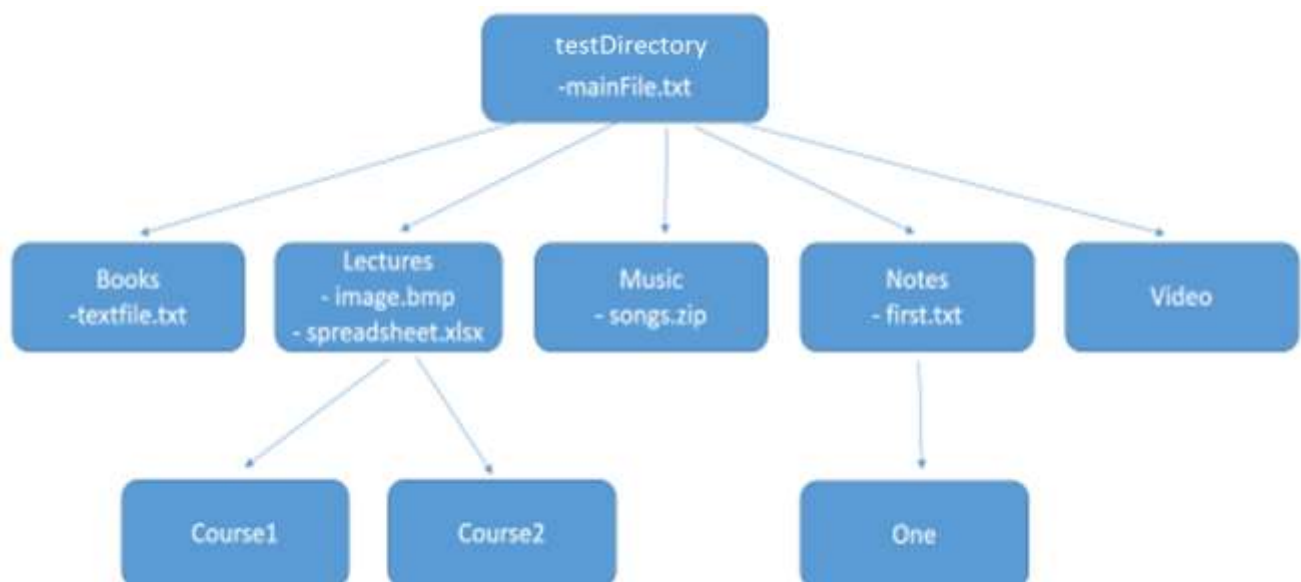 testDirectory
-mainFile.txt
Books
-textfile.txt
Lectures
- image.bmp
- spreadsheet.xlsx
Music
- songs.zip
Notes
- first.txt
Video
Course1
Course2
One